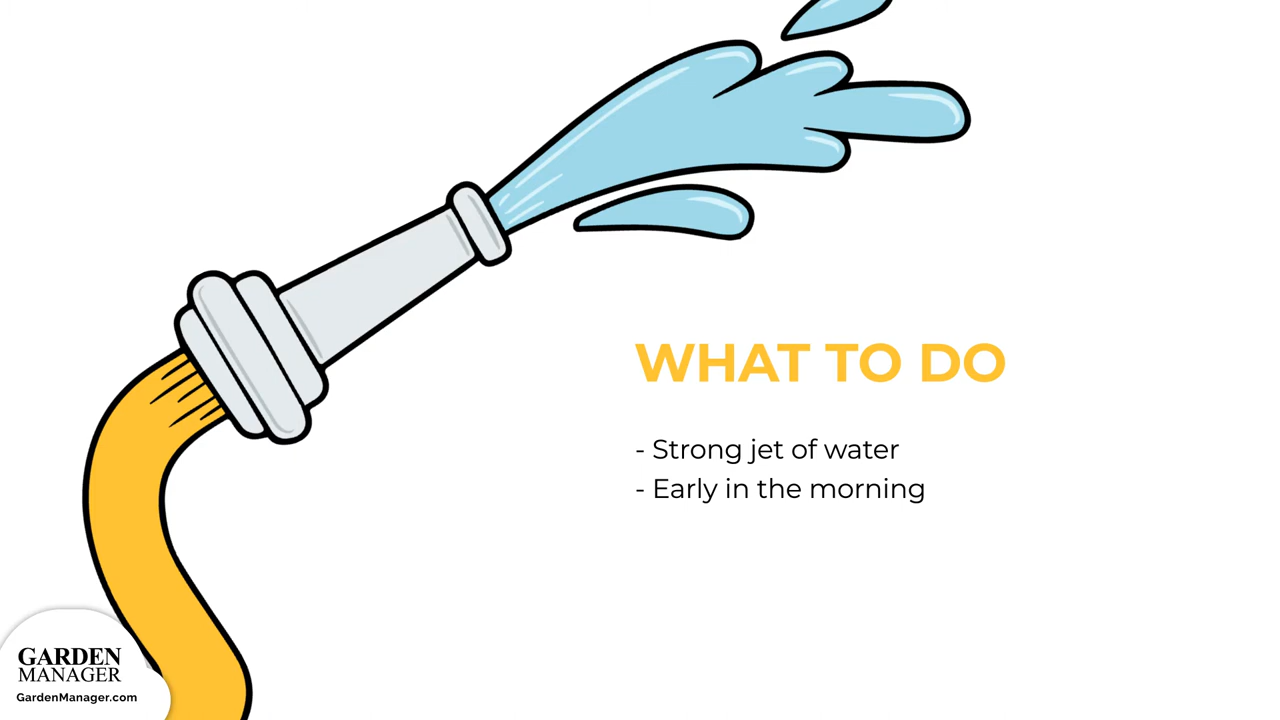 WHAT TO DO
- Strong jet of water
- Early in the morning
GARDEN
MANAGER
GardenManager.com